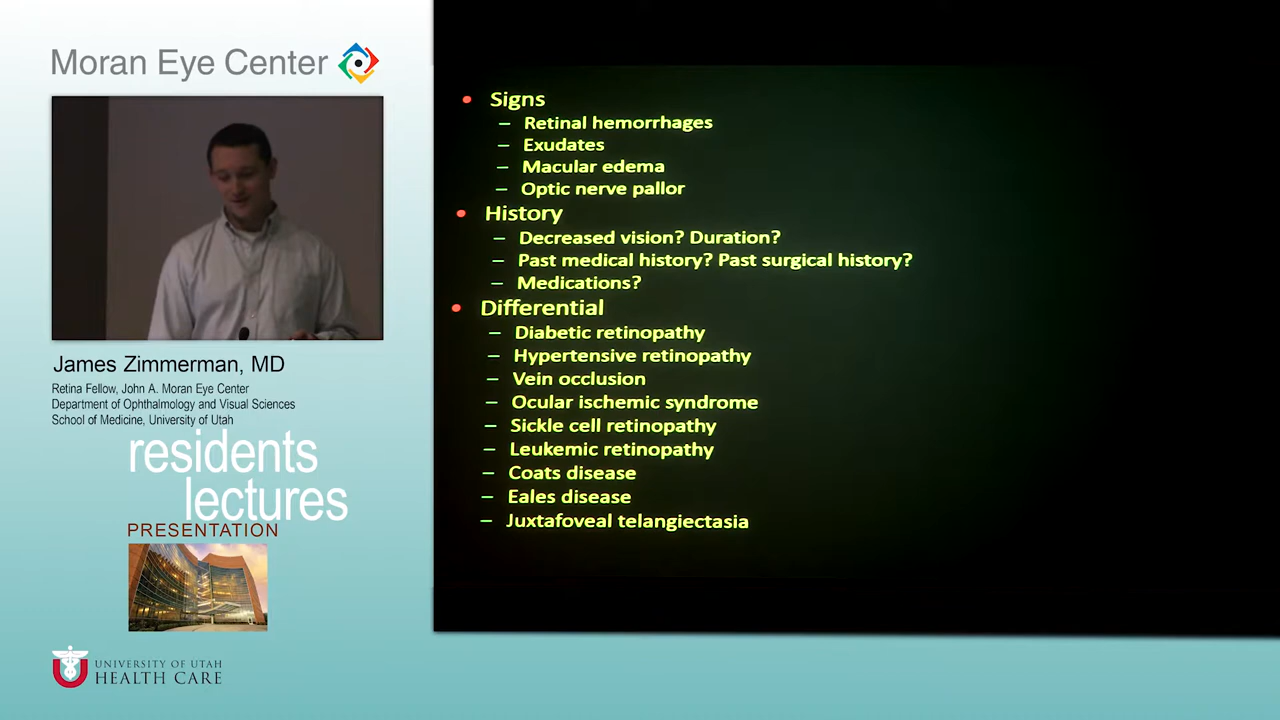 Moran Eye Center
James Zimmerman, MD
Retina Fellow, John A. Moran Eye Center
Department of Ophthalmology and Visual Sciences
School of Medicine, University of Utah
residents
lectures
PRESENTATION
UNIVERSITY OF UTAH
HEALTH CARE
• Signs
– Retinal hemorrhages
– Exudates
– Macular edema
– Optic nerve pallor
• History
– Decreased vision? Duration?
– Past medical history? Past surgical history?
– Medications?
• Differential
– Diabetic retinopathy
– Hypertensive retinopathy
– Vein occlusion
– Ocular ischemic syndrome
– Sickle cell retinopathy
– Leukemic retinopathy
– Coats disease
– Eales disease
– Juxtafoveal telangiectasia